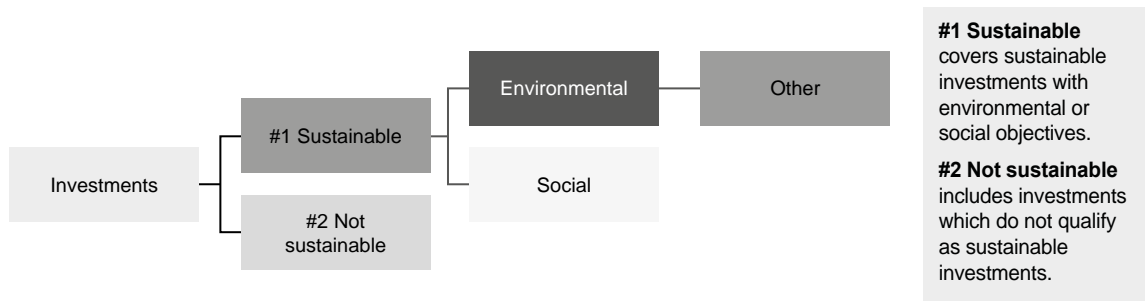 Investments
#1 Sustainable
#2 Not
sustainable
Environmental
Social
Other
#1 Sustainable
covers sustainable
investments with
environmental or
social objectives.
#2 Not sustainable
includes investments
which do not qualify
as sustainable
investments.